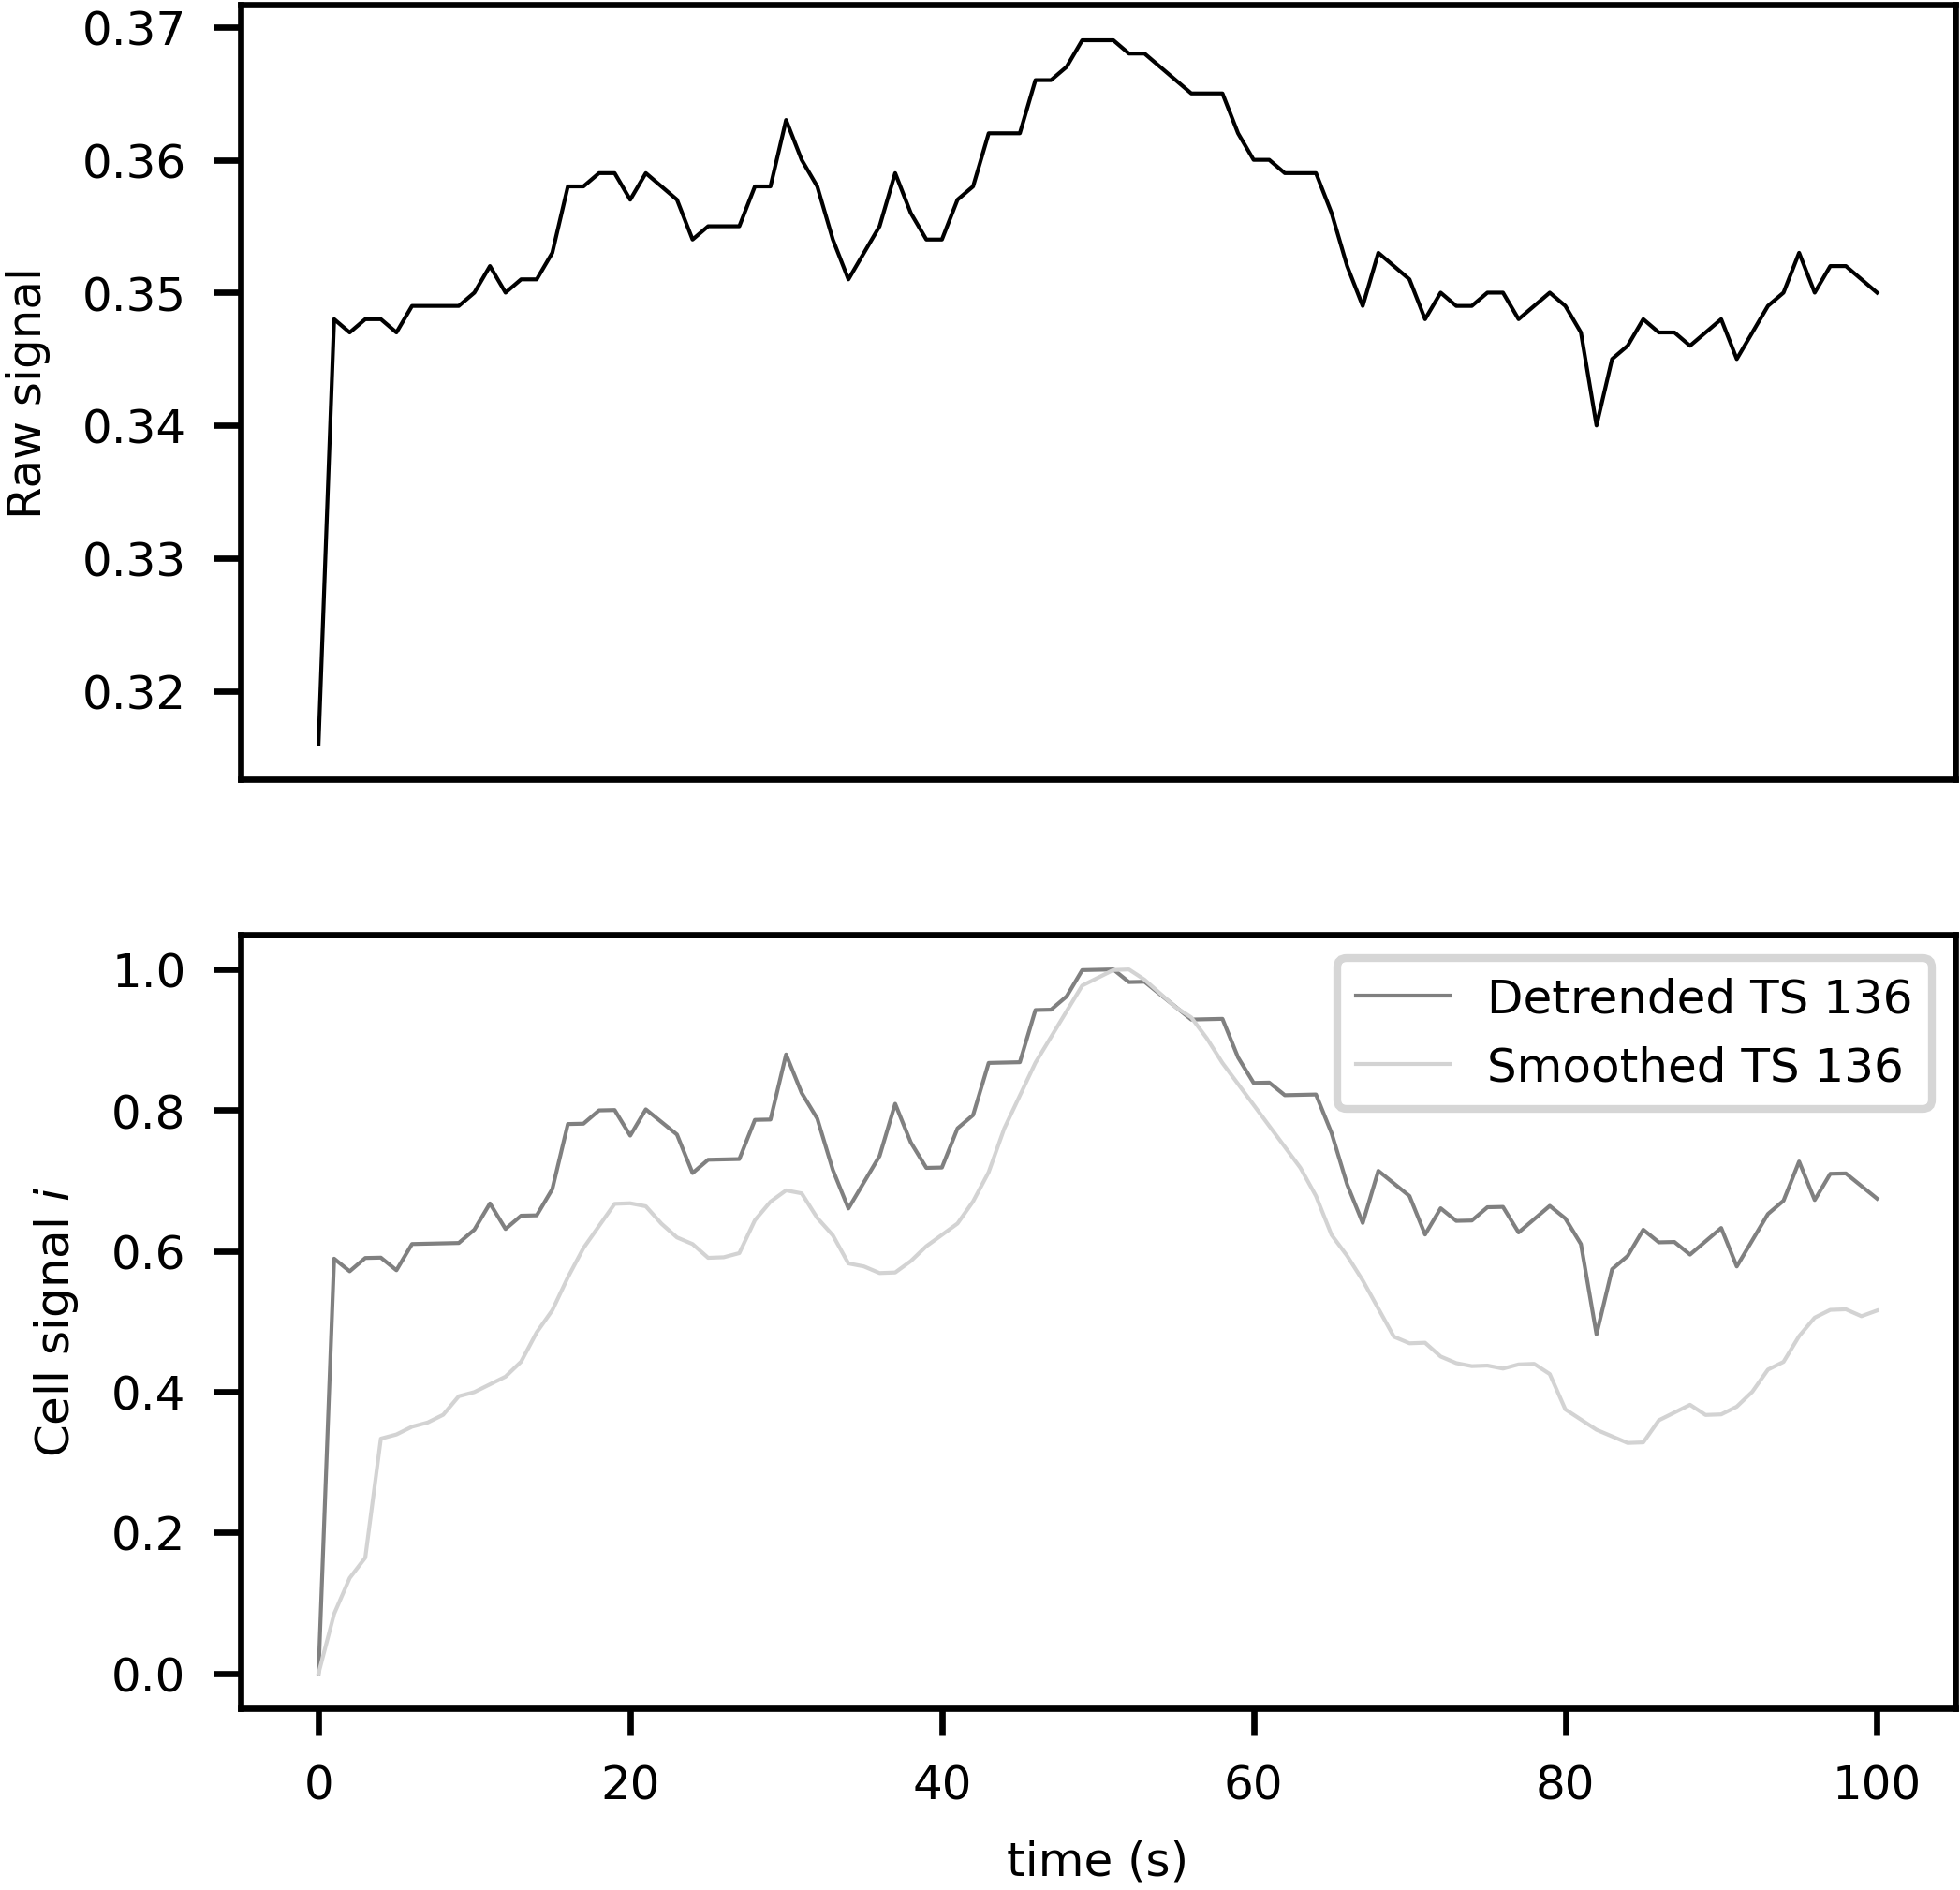 Raw signal
0.37
0.36
0.35
0.34
0.33
0.32
Cell signal i
1.0
0.8
0.6
0.4
0.2
0.0
Detrended TS 136
Smoothed TS 136
0 20 40 60 80 100
time (s)